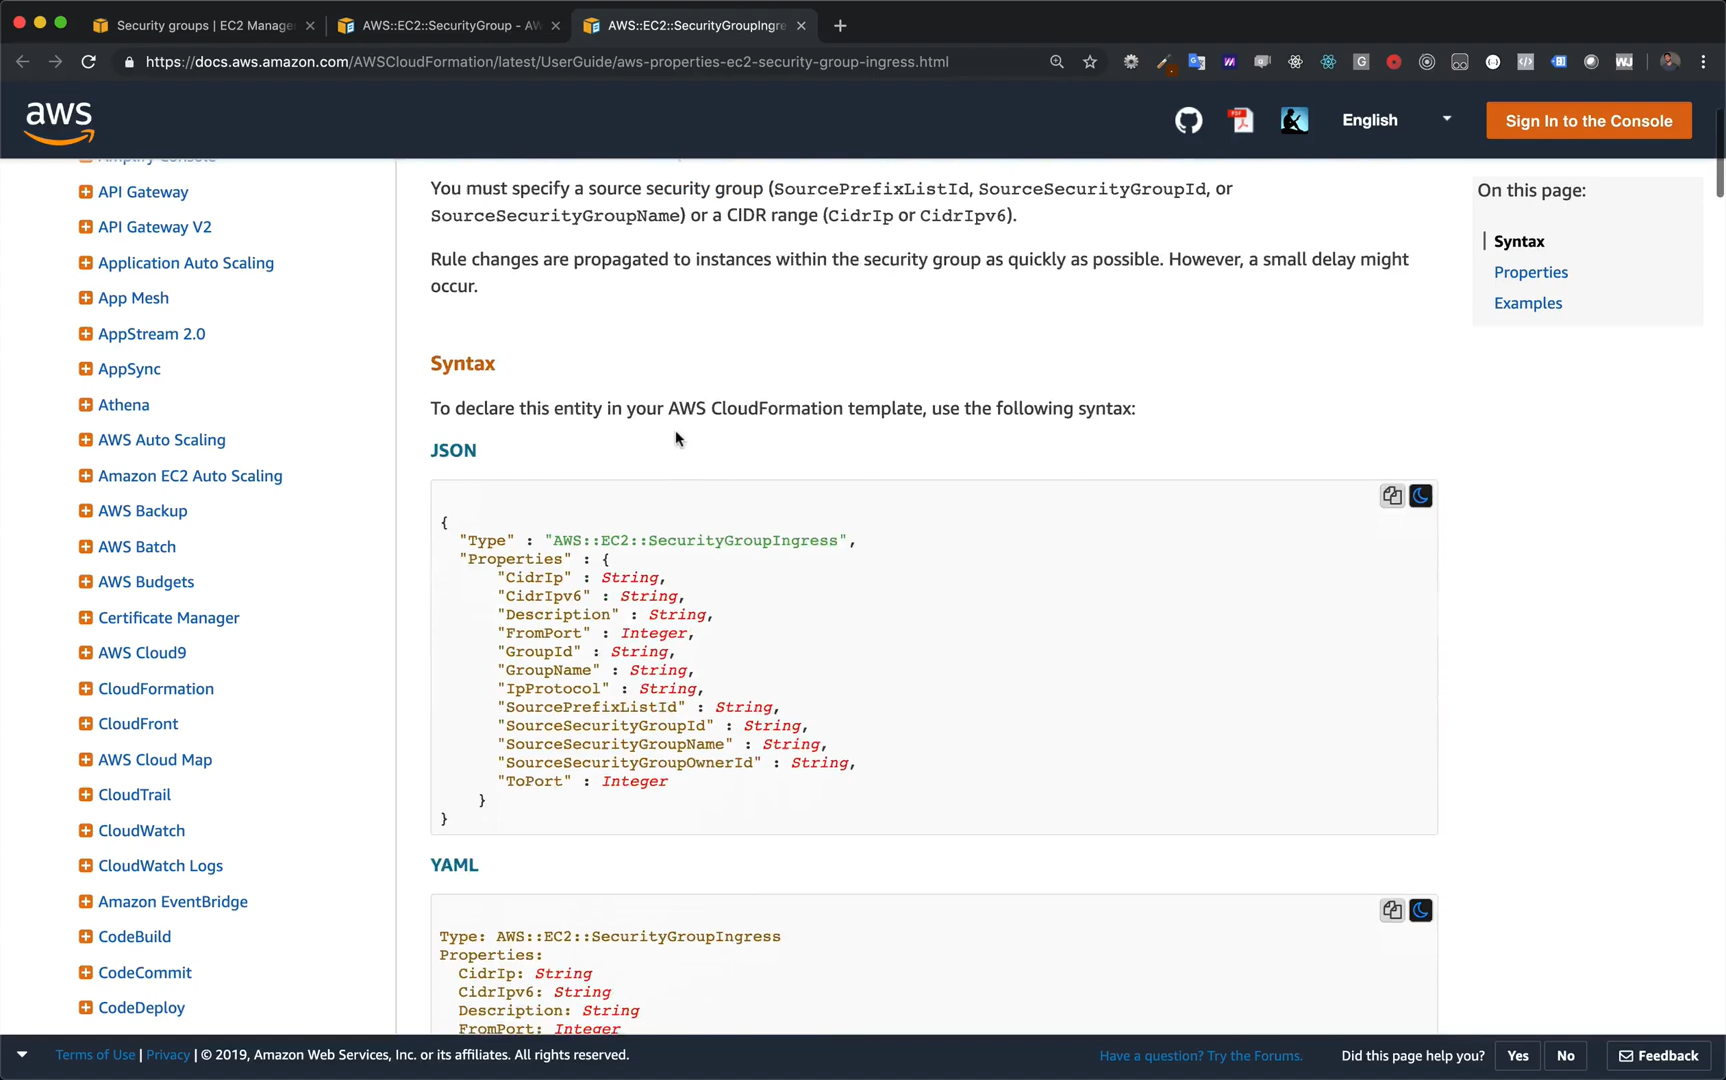 Security groups | EC2 Manage
AWS::EC2::SecurityGroup - AW
AWS::EC2::SecurityGroupIngre
https://docs.aws.amazon.com/AWSCloudFormation/latest/UserGuide/aws-properties-ec2-security-group-ingress.html
aws
PDF
English
Sign In to the Console
Amplify Console
API Gateway
API Gateway V2
Application Auto Scaling
App Mesh
AppStream 2.0
AppSync
Athena
AWS Auto Scaling
Amazon EC2 Auto Scaling
AWS Backup
AWS Batch
AWS Budgets
Certificate Manager
AWS Cloud9
CloudFormation
CloudFront
AWS Cloud Map
CloudTrail
CloudWatch
CloudWatch Logs
Amazon EventBridge
CodeBuild
CodeCommit
CodeDeploy
You must specify a source security group (SourcePrefixListId, SourceSecurityGroupId, or
SourceSecurityGroupName) or a CIDR range (CidrIp or CidrIpv6).
Rule changes are propagated to instances within the security group as quickly as possible. However, a small delay might
occur.
Syntax
To declare this entity in your AWS CloudFormation template, use the following syntax:
JSON
{
"Type" : "AWS::EC2::SecurityGroupIngress",
"Properties" : {
"CidrIp" : String,
"CidrIpv6" : String,
"Description" : String,
"FromPort" : Integer,
"GroupId" : String,
"GroupName" : String,
"IpProtocol" : String,
"SourcePrefixListId" : String,
"SourceSecurityGroupId" : String,
"SourceSecurityGroupName" : String,
"SourceSecurityGroupOwnerId" : String,
"ToPort" : Integer
}
}
YAML
Type: AWS::EC2::SecurityGroupIngress
Properties:
CidrIp: String
CidrIpv6: String
Description: String
FromPort: Integer
On this page:
Syntax
Properties
Examples
Terms of Use | Privacy | © 2019, Amazon Web Services, Inc. or its affiliates. All rights reserved.
Have a question? Try the Forums.
Did this page help you?
Yes
No
Feedback